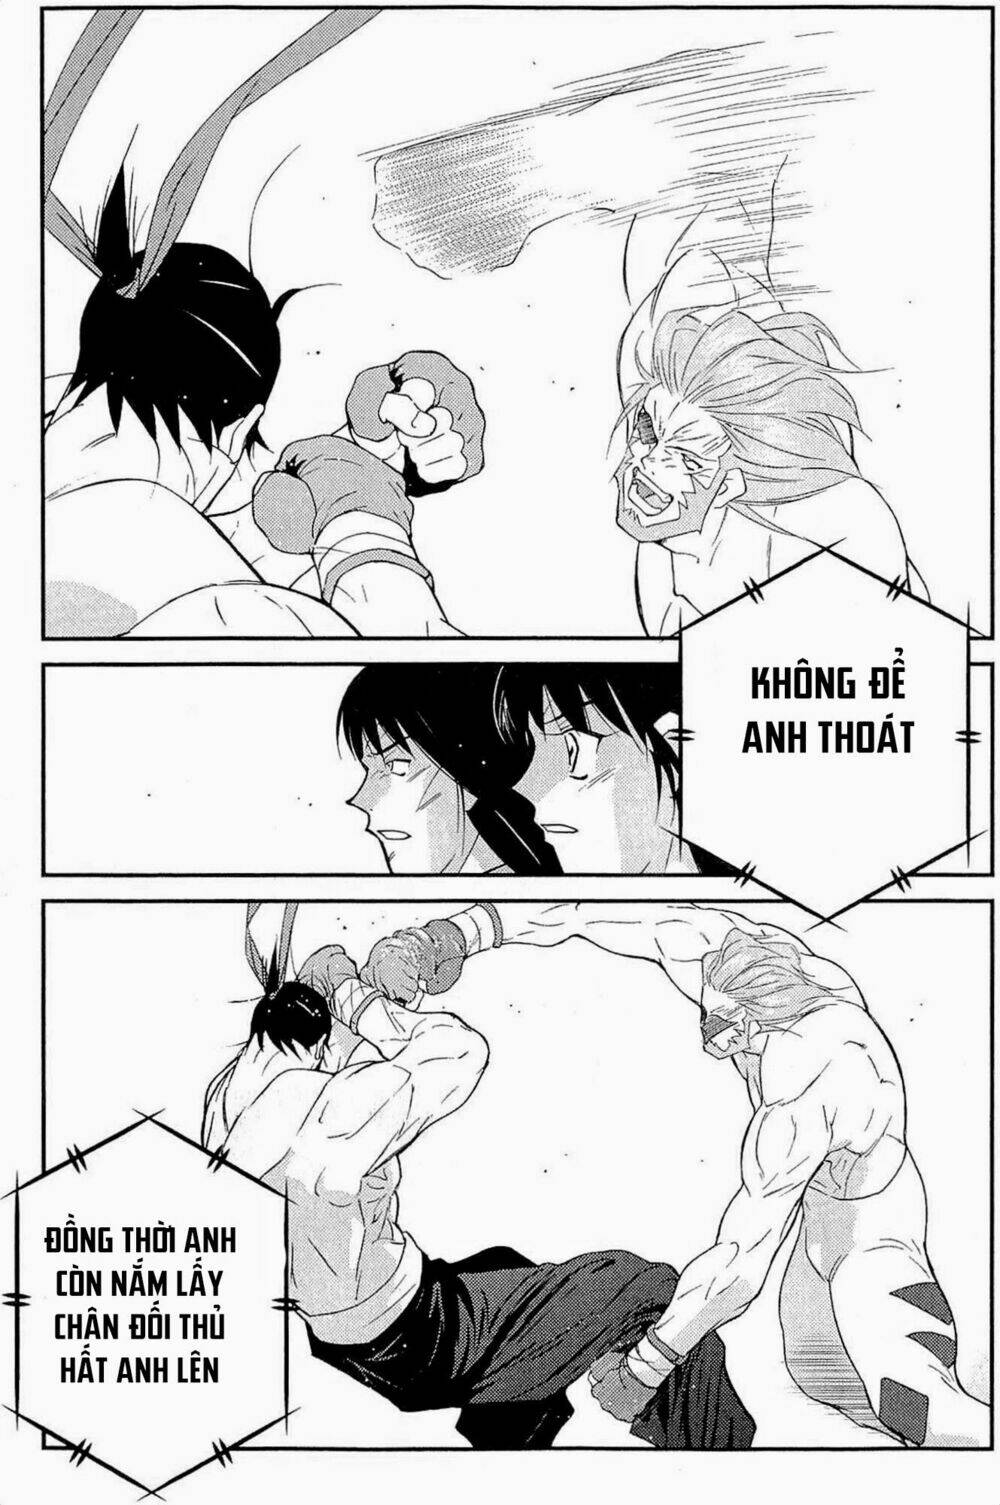 KHÔNG ĐỂ
ANH THOÁT
ĐỒNG THỜI ANH
CÒN NẮM LẤY
CHÂN ĐỐI THỦ
HẤT ANH LÊN